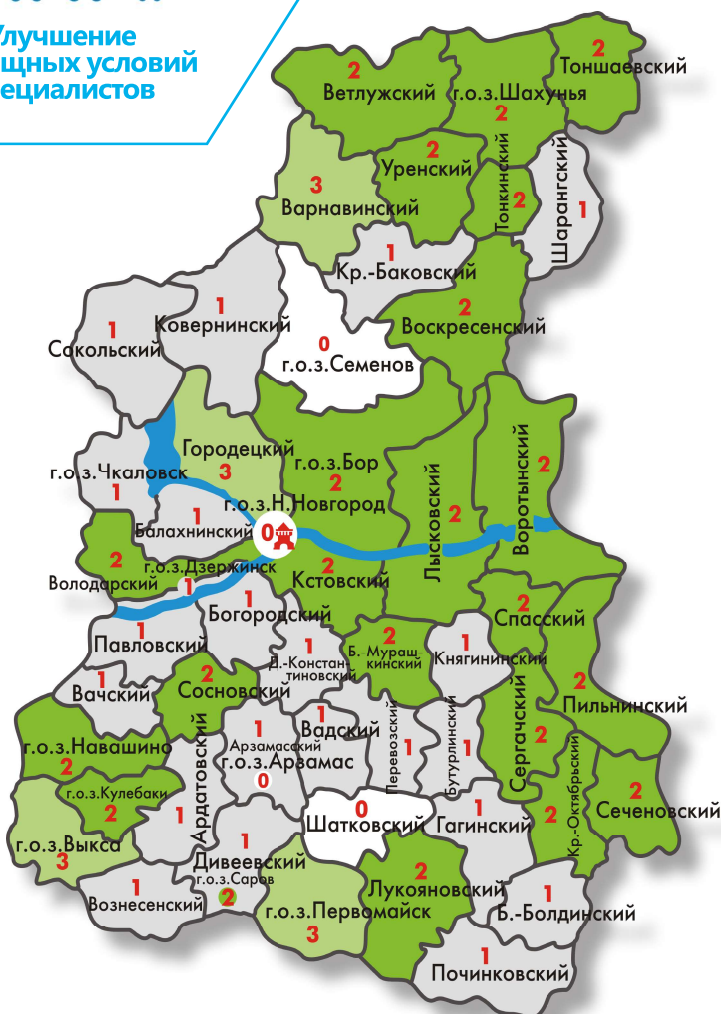 Улучшение
щных условий
ециалистов
2
Тоншаевский
2
Ветлужский
г.о.з.Шахунья
2
2
Уренский
Тонкинский
2
Шарангский
1
3
Варнавинский
1
Кр.-Баковский
2
Воскресенский
1
Ковернинский
1
Сокольский
0
г.о.з.Семенов
Городецкий
3
г.о.з.Бор
2
Лысковский
2
Воротынский
2
г.о.з.Чкаловск
1
г.о.з.Н.Новгород
0
1
Балахнинский
2
Володарский
г.о.з.Дзержинск
1
2
Кстовский
1
Богородский
2
Спасский
1
Павловский
1
Д.-Констан-
тиновский
2
Б. Мураш
кинский
1
Княгининский
1
Вачский
2
Сосновский
2
Пильнинский
Сергачский
2
г.о.з.Навашино
2
Ардатовский
1
1
Арзамасский
г.о.з.Арзамас
0
1
Вадский
Перевозский
1
Бутурлинский
1
г.о.з.Кулебаки
2
Кр.-Октябрьский
2
2
Сеченовский
0
Шатковский
1
Гагинский
г.о.з.Выкса
3
1
Дивеевский
г.о.з.Саров
2
1
Вознесенский
2
Лукояновский
г.о.з.Первомайск
3
1
Б.-Болдинский
1
Починковский